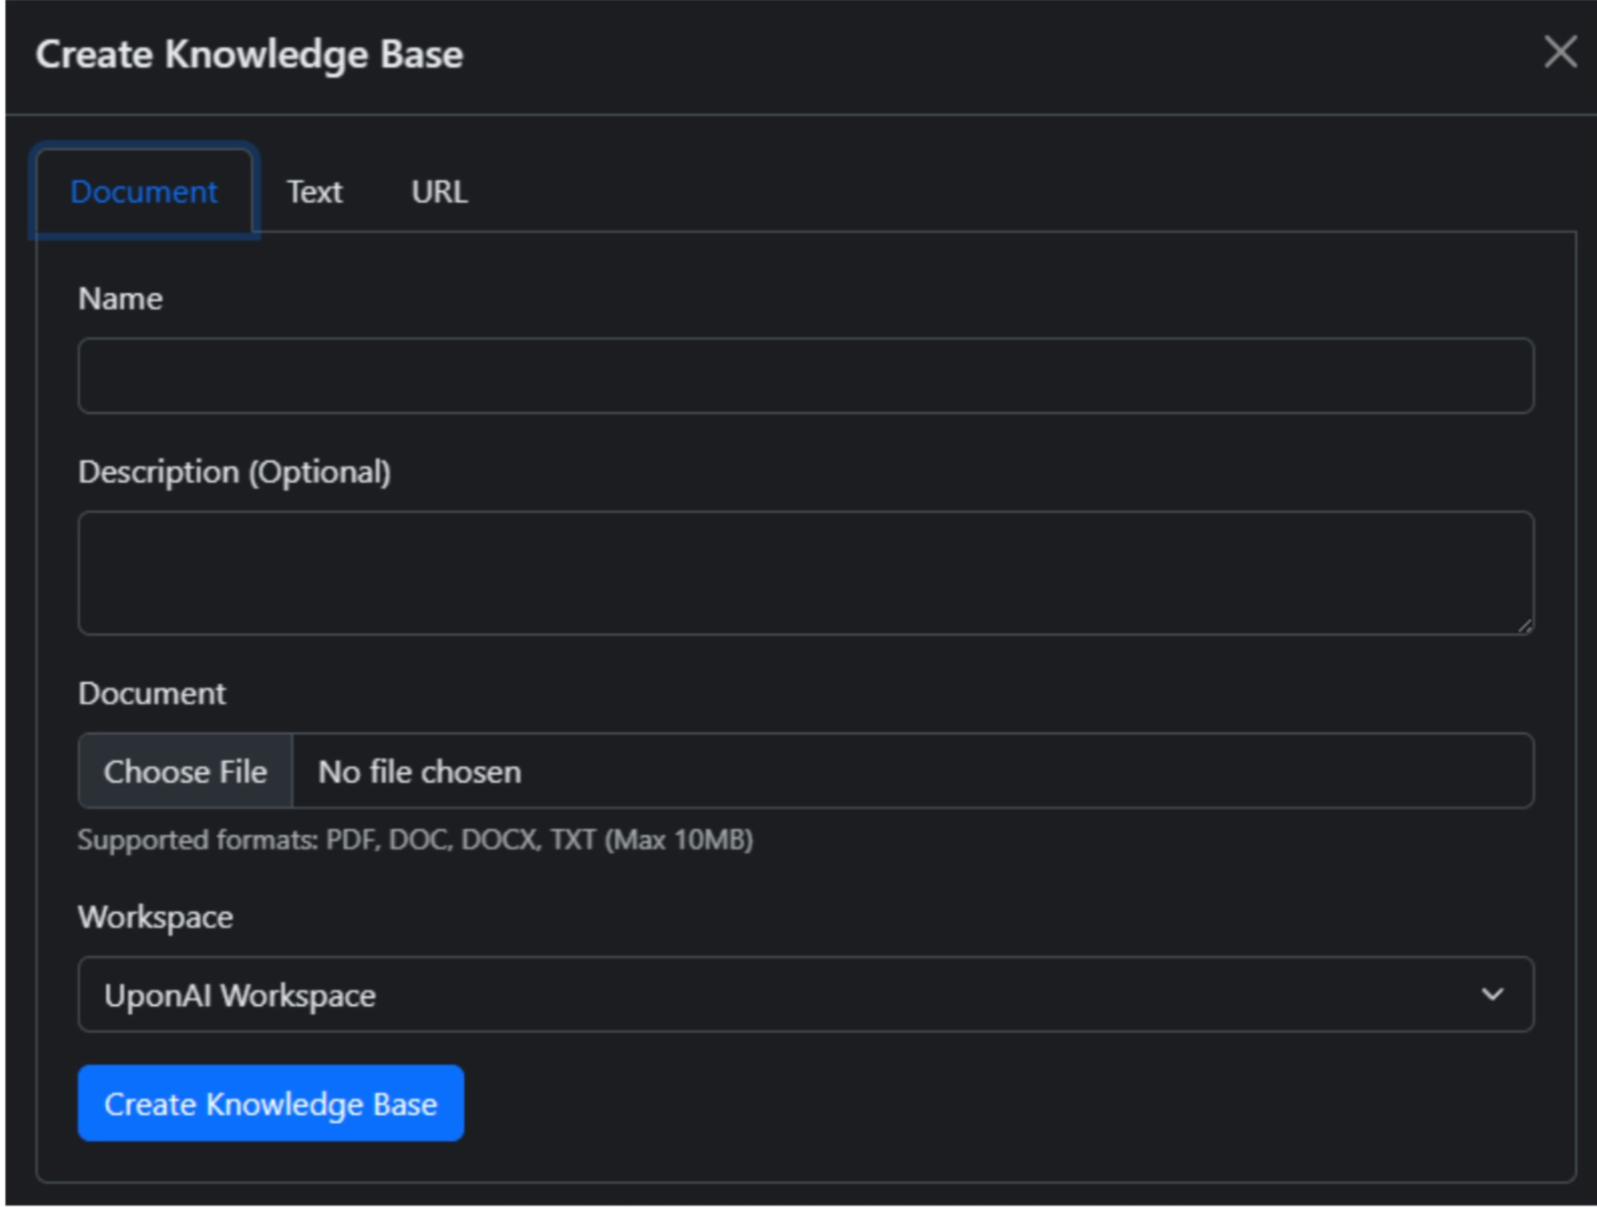 Create Knowledge Base
Document Text URL
Name
Description (Optional)
Document
Choose File No file chosen
Supported formats: PDF, DOC, DOCX, TXT (Max 10MB)
Workspace
UponAI Workspace
Create Knowledge Base